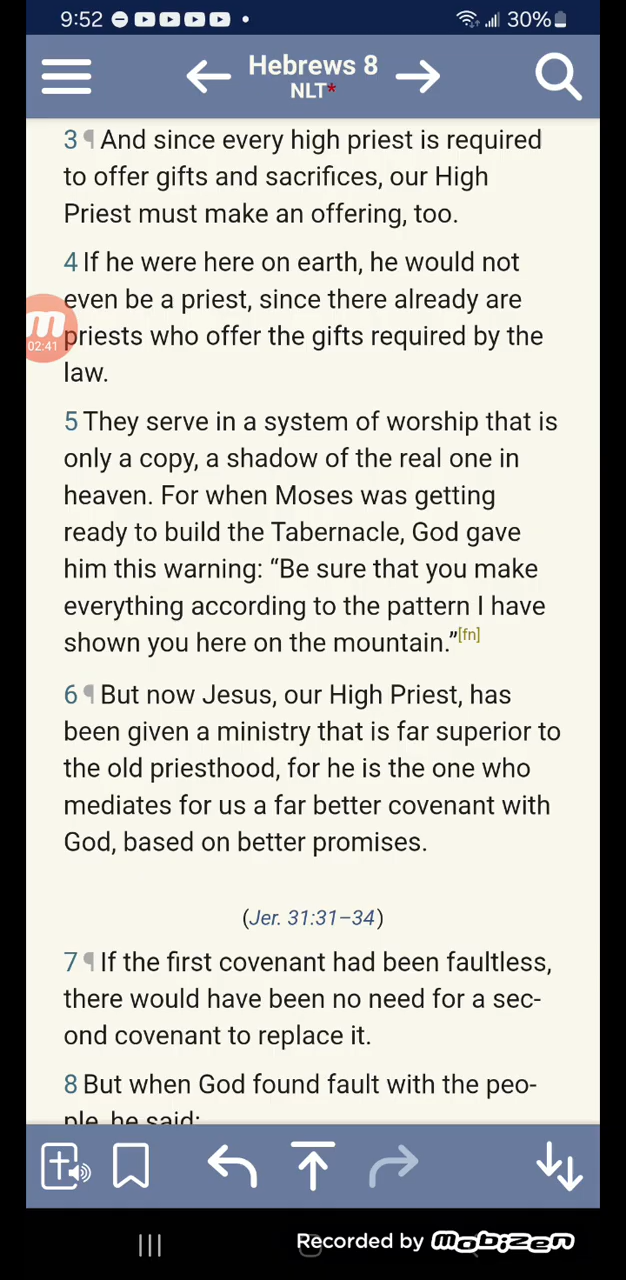 9:52
30%
Hebrews 8
NLT*
3 ¶ And since every high priest is required
to offer gifts and sacrifices, our High
Priest must make an offering, too.
4 If he were here on earth, he would not
even be a priest, since there already are
priests who offer the gifts required by the
law.
02:41
5 They serve in a system of worship that is
only a copy, a shadow of the real one in
heaven. For when Moses was getting
ready to build the Tabernacle, God gave
him this warning: “Be sure that you make
everything according to the pattern I have
shown you here on the mountain.”[fn]
6 ¶ But now Jesus, our High Priest, has
been given a ministry that is far superior to
the old priesthood, for he is the one who
mediates for us a far better covenant with
God, based on better promises.
(Jer. 31:31–34)
7 ¶ If the first covenant had been faultless,
there would have been no need for a sec-
ond covenant to replace it.
8 But when God found fault with the peo-
ple, he said:
Recorded by mobizen